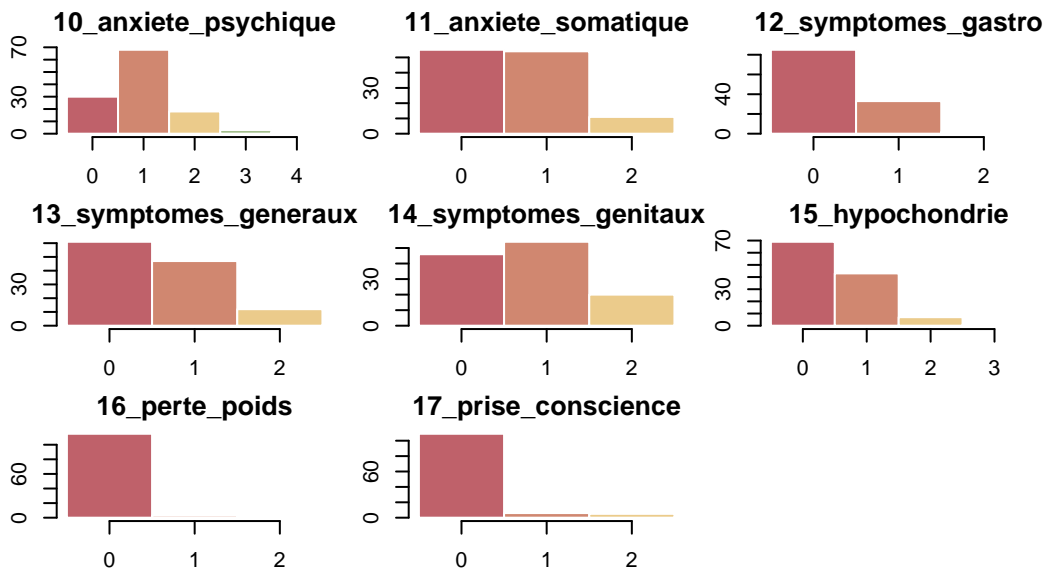 10_anxiete_psychique
70
30
0
0 1 2 3 4
11_anxiete_somatique
30
0
0 1 2
12_symptomes_gastro
40
0
0 1 2
13_symptomes_generaux
30
0
0 1 2
14_symptomes_genitaux
30
0
0 1 2
15_hypochondrie
70
30
0
0 1 2 3
16_perte_poids
60
0
0 1 2
17_prise_conscience
60
0
0 1 2